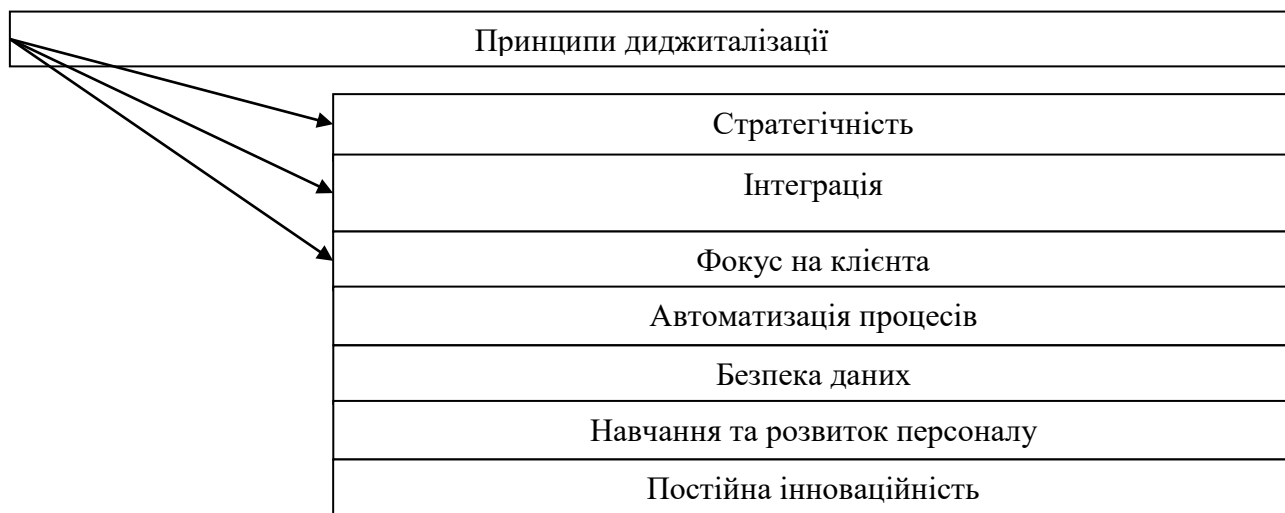 Принципи диджиталізації
Стратегічність
Інтеграція
Фокус на клієнта
Автоматизація процесів
Безпека даних
Навчання та розвиток персоналу
Постійна інноваційність